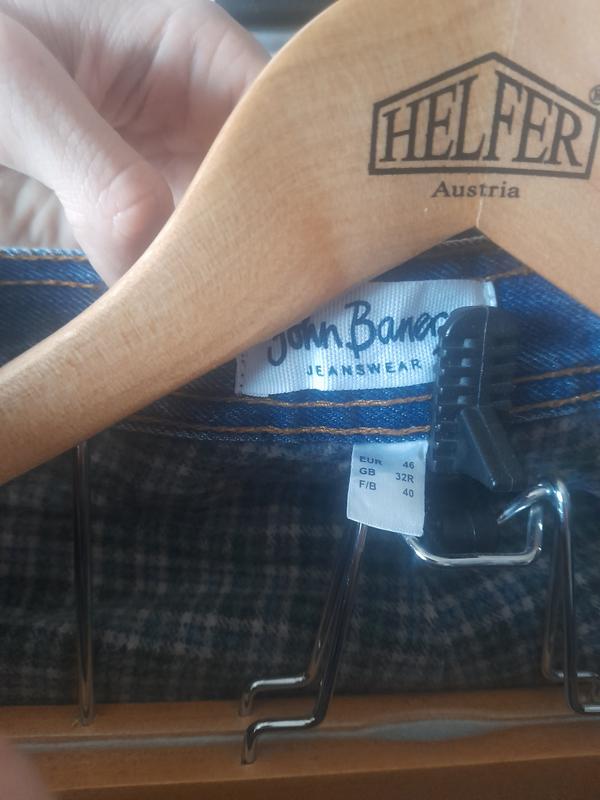 HELFER
Austria
John Baner
JEANSWEAR
EUR 46
GB 32R
F/B 40